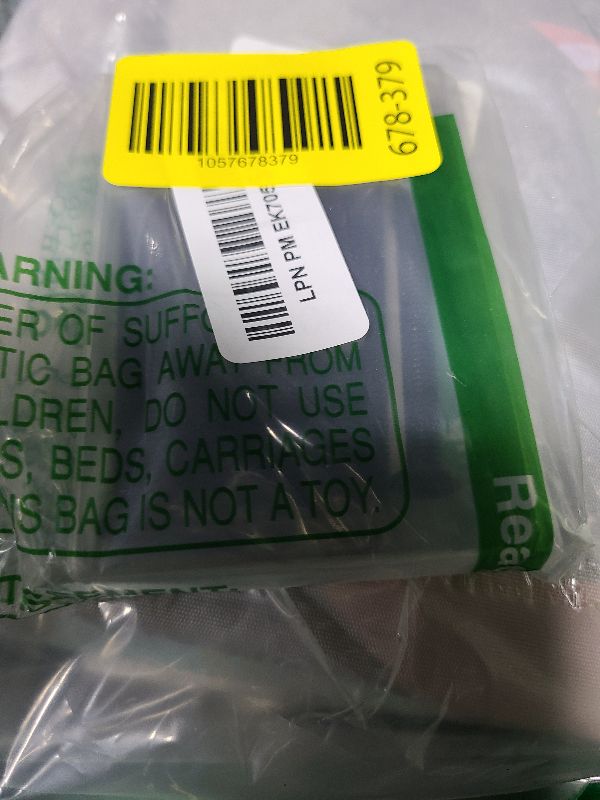 1057678379
678-379
LPN PM EK705
ARNING:
ER OF SUFFO
TIC BAG AWAY FROM
LDREN, DO NOT USE
S, BEDS, CARRIAGES
IS BAG IS NOT A TOY.
Rea